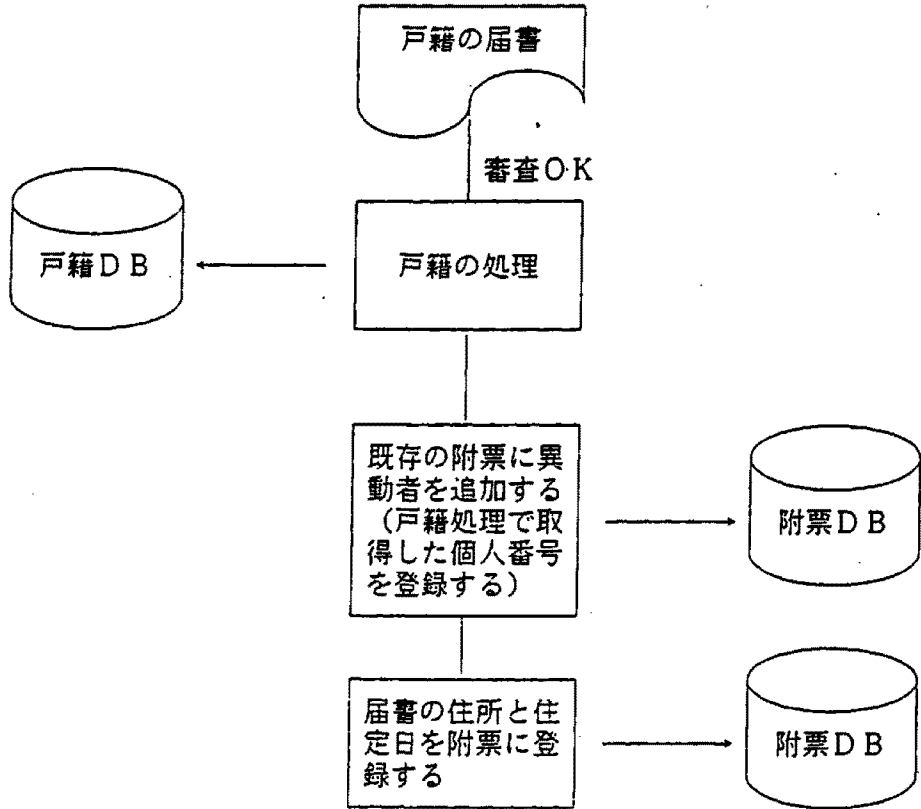 戸籍の届書
審査OK
戸籍DB
戸籍の処理
既存の附票に異
動者を追加する
（戸籍処理で取
得した個人番号
を登録する）
附票DB
届書の住所と住
定日を附票に登
録する
附票DB